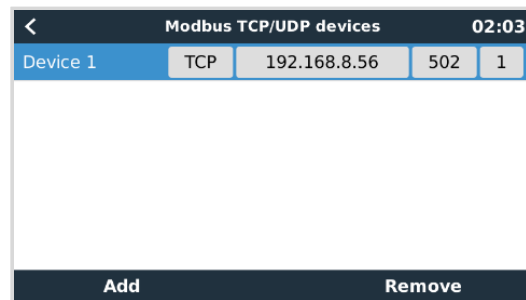 Modbus TCP/UDP devices 02:03
Device 1 TCP 192.168.8.56 502 1
Add Remove